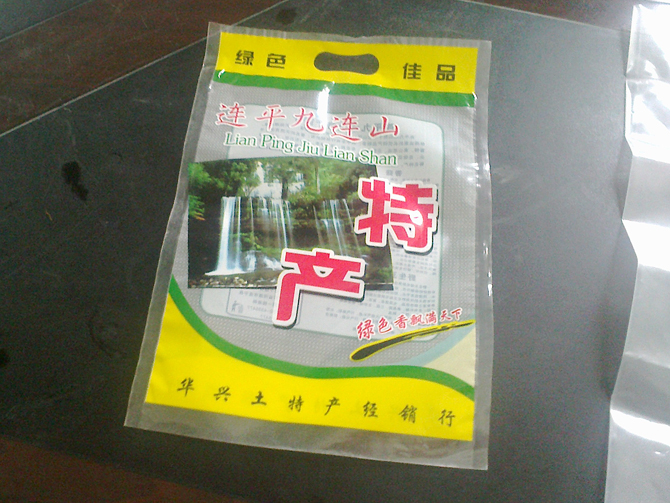 绿色 佳品
连平九连山
Lian Ping Jiu Lian Shan
特
产
绿色香飘满天下
华兴土特产经销行